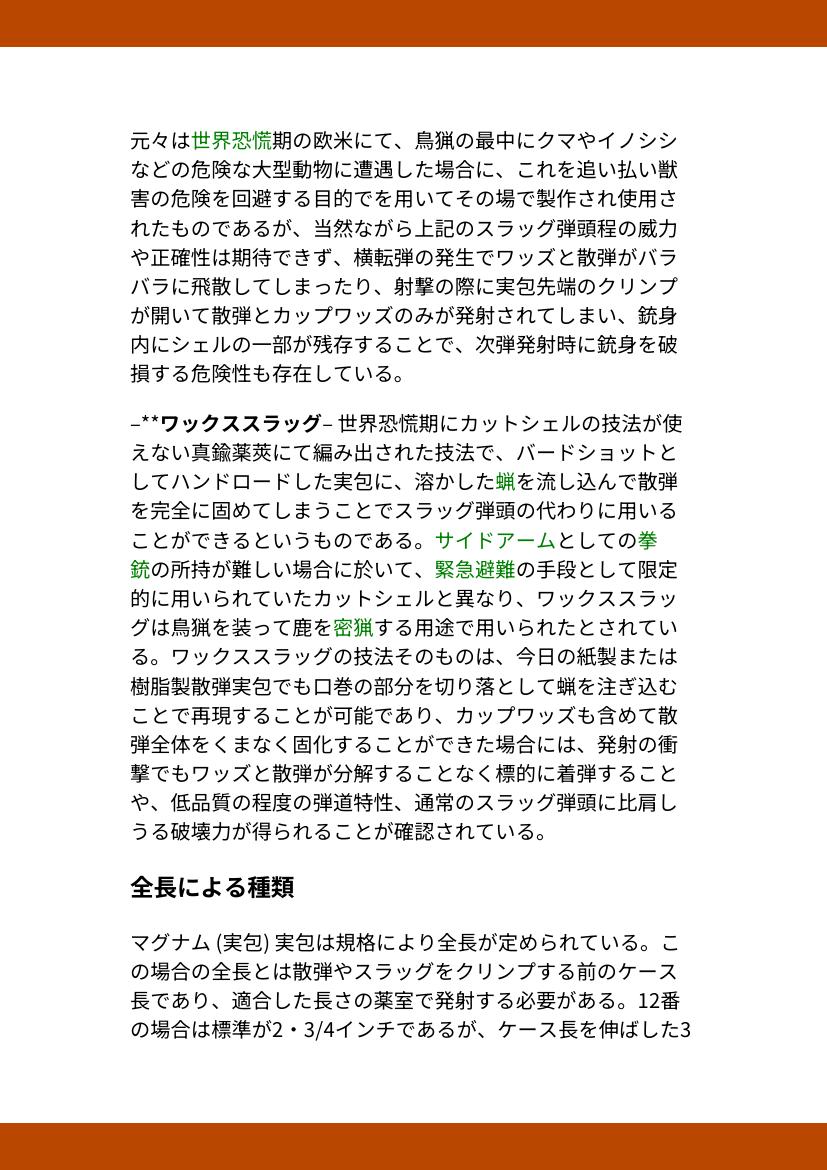 元々は世界恐慌期の欧米にて、鳥猟の最中にクマやイノシシ
などの危険な大型動物に遭遇した場合に、これを追い払い獣
害の危険を回避する目的でを用いてその場で製作され使用さ
れたものであるが、当然ながら上記のスラッグ弾頭程の威力
や正確性は期待できず、横転弾の発生でワッズと散弾がバラ
バラに飛散してしまったり、射撃の際に実包先端のクリンプ
が開いて散弾とカップワッズのみが発射されてしまい、銃身
内にシェルの一部が残存することで、次弾発射時に銃身を破
損する危険性も存在している。
–**ワックススラッグ– 世界恐慌期にカットシェルの技法が使
えない真鍮薬莢にて編み出された技法で、バードショットと
してハンドロードした実包に、溶かした蝋を流し込んで散弾
を完全に固めてしまうことでスラッグ弾頭の代わりに用いる
ことができるというものである。サイドアームとしての拳
銃の所持が難しい場合に於いて、緊急避難の手段として限定
的に用いられていたカットシェルと異なり、ワックススラッ
グは鳥猟を装って鹿を密猟する用途で用いられたとされてい
る。ワックススラッグの技法そのものは、今日の紙製または
樹脂製散弾実包でも口巻の部分を切り落として蝋を注ぎ込む
ことで再現することが可能であり、カップワッズも含めて散
弾全体をくまなく固化することができた場合には、発射の衝
撃でもワッズと散弾が分解することなく標的に着弾すること
や、低品質の程度の弾道特性、通常のスラッグ弾頭に比肩し
うる破壊力が得られることが確認されている。
全長による種類
マグナム (実包) 実包は規格により全長が定められている。こ
の場合の全長とは散弾やスラッグをクリンプする前のケース
長であり、適合した長さの薬室で発射する必要がある。12番
の場合は標準が2・3/4インチであるが、ケース長を伸ばした3